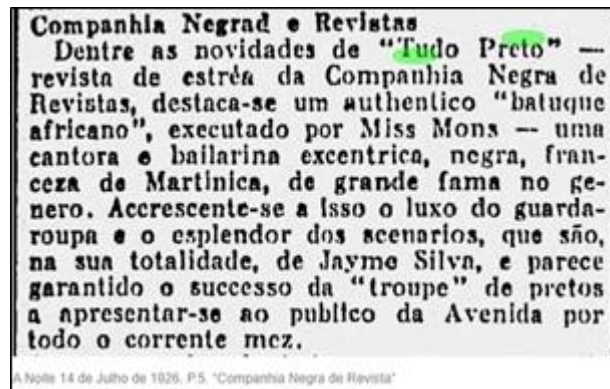 Companhia Negrad e Revistas
Dentre as novidades de "Tudo Preto" —
revista de estréa da Companhia Negra de
Revistas, destaca-se um authentico "batuque
africano", executado por Miss Mons — uma
cantora e bailarina excentrica, negra, fran-
ceza de Martinica, de grande fama no ge-
nero. Accrescente-se a isso o luxo do guarda-
roupa e o esplendor dos scenarios, que são,
na sua totalidade, de Jayme Silva, e parece
garantido o successo da "troupe" de pretos
a apresentar-se ao publico da Avenida por
todo o corrente mez.
A Noite 14 de Julho de 1926. P.5. "Companhia Negra de Revista"